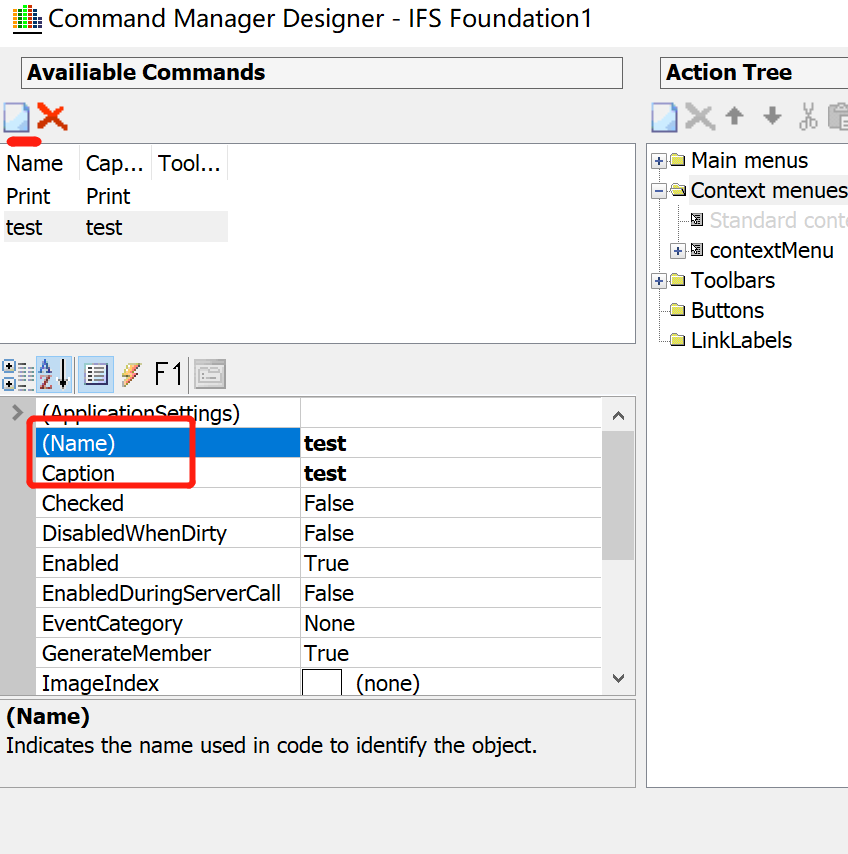 Command Manager Designer - IFS Foundation1
Availiable Commands
Name Cap... Tool...
Print Print
test test
F1
(ApplicationSettings)
(Name) test
Caption test
Checked False
DisabledWhenDirty False
Enabled True
EnabledDuringServerCall False
EventCategory None
GenerateMember True
ImageIndex (none)
(Name)
Indicates the name used in code to identify the object.
Action Tree
Main menus
Context menues
Standard conte
contextMenu
Toolbars
Buttons
LinkLabels